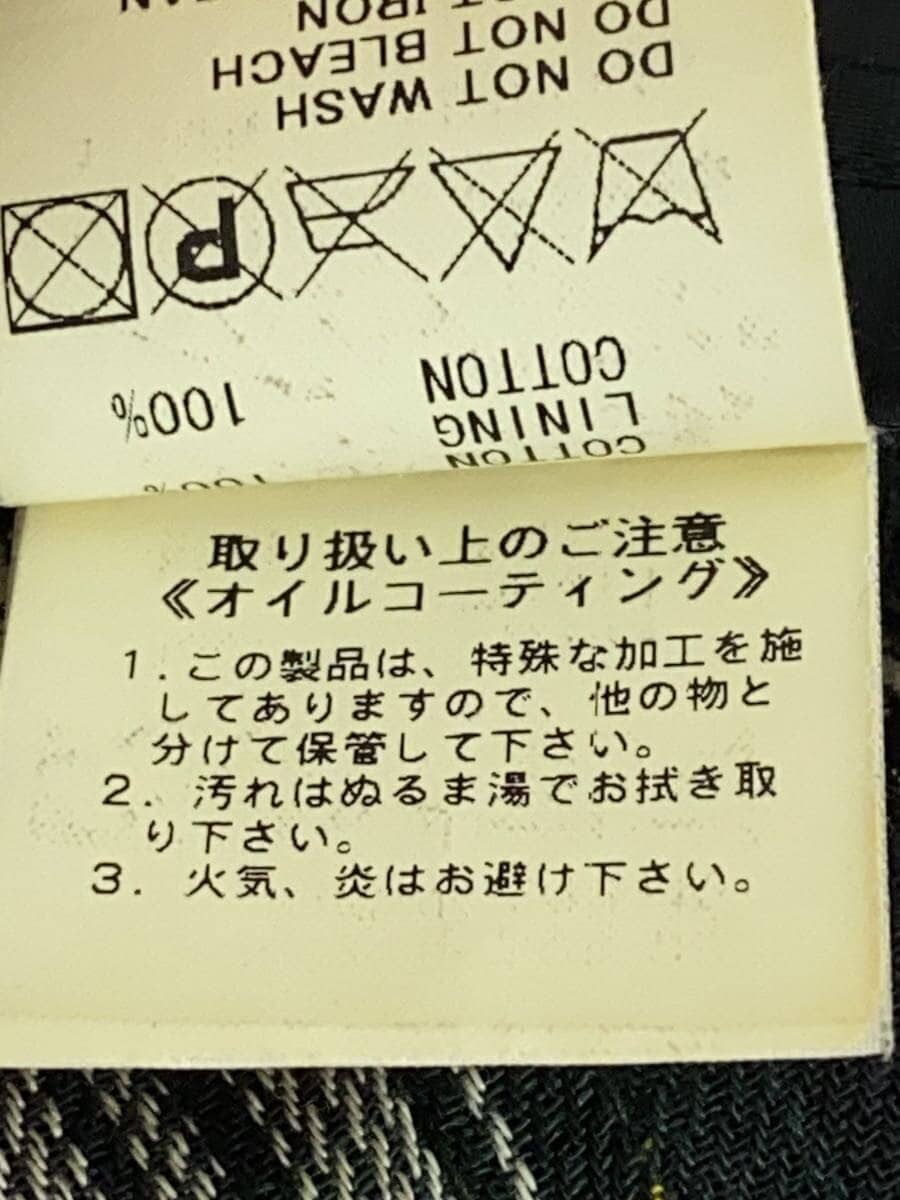 COTTON 100%
LINING
COTTON 100%
P
DO NOT WASH
DO NOT BLEACH
IRON
取り扱い上のご注意
《オイルコーティング》
1.この製品は、特殊な加工を施
してありますので、他の物と
分けて保管して下さい。
2.汚れはぬるま湯でお拭き取
り下さい。
3.火気、炎はお避け下さい。